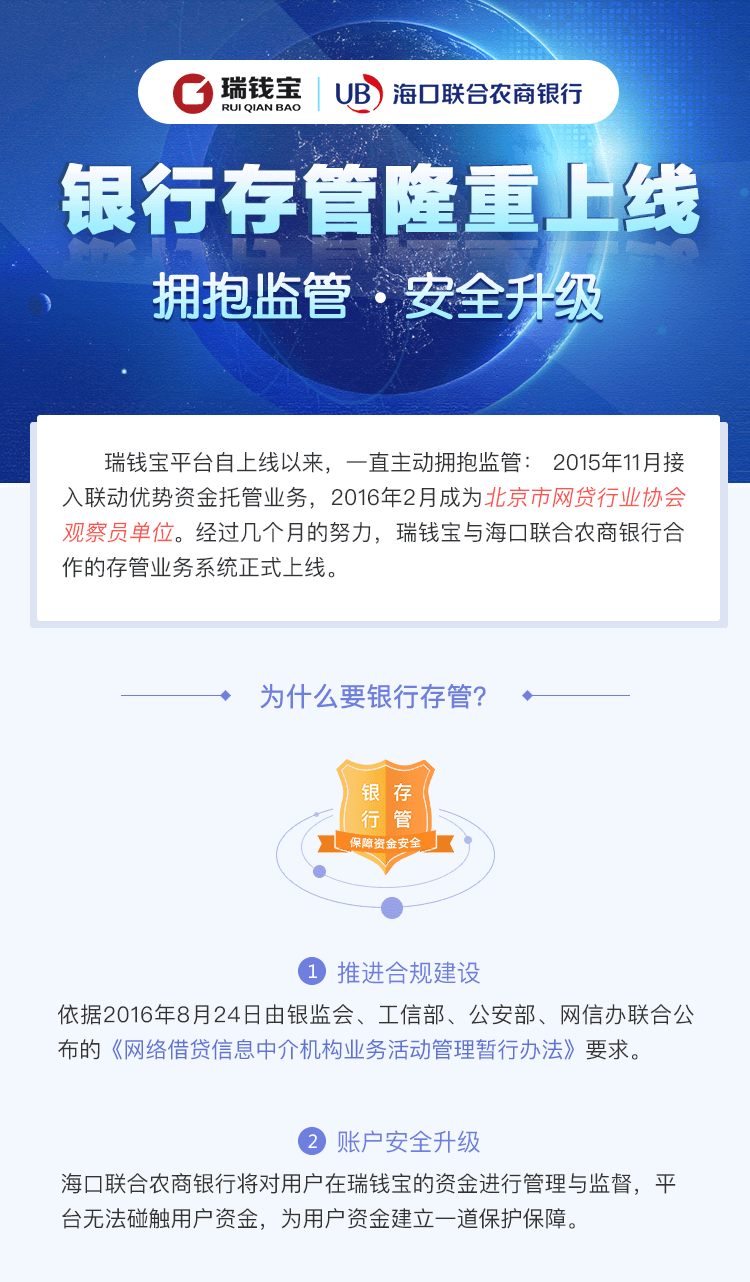 瑞钱宝
RUI QIAN BAO
UB 海口联合农商银行
银行存管隆重上线
拥抱监管·安全升级
瑞钱宝平台自上线以来，一直主动拥抱监管： 2015年11月接
入联动优势资金托管业务，2016年2月成为北京市网贷行业协会
观察员单位。经过几个月的努力，瑞钱宝与海口联合农商银行合
作的存管业务系统正式上线。
为什么要银行存管？
银 存
行 管
保障资金安全
1 推进合规建设
依据2016年8月24日由银监会、工信部、公安部、网信办联合公
布的《网络借贷信息中介机构业务活动管理暂行办法》要求。
2 账户安全升级
海口联合农商银行将对用户在瑞钱宝的资金进行管理与监督，平
台无法碰触用户资金，为用户资金建立一道保护保障。